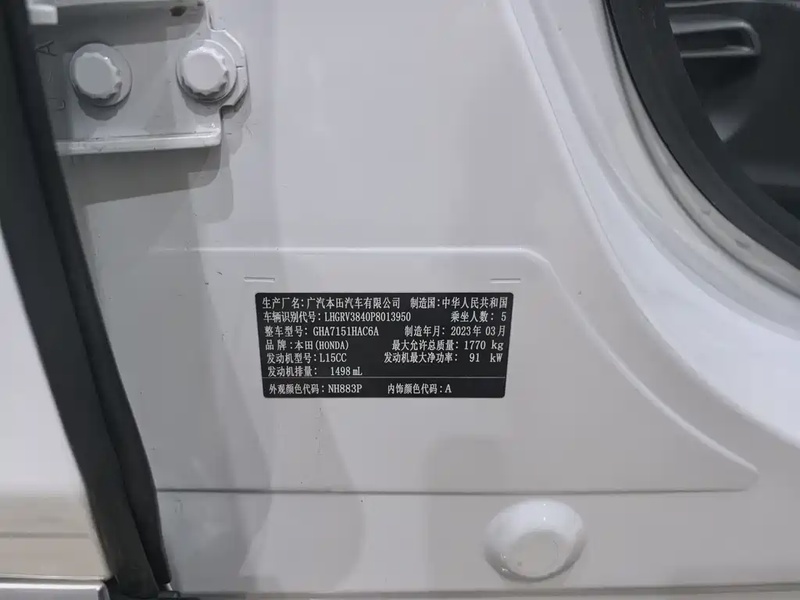 生产厂名：广汽本田汽车有限公司 制造国：中华人民共和国
车辆识别代号：LHGRV3840P8013950 乘坐人数：5
整车型号：GHA7151HAC6A 制造年月：2023年03月
品牌：本田(HONDA) 最大允许总质量：1770 kg
发动机型号：L15CC 发动机最大净功率：91 kW
发动机排量：1498 mL
外观颜色代码：NH883P 内饰颜色代码：A